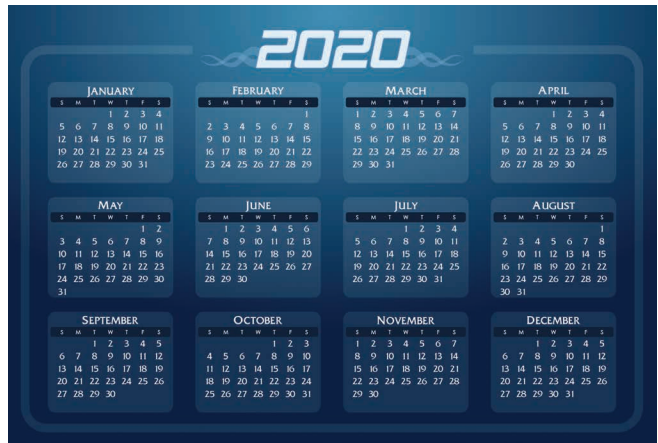 2020
JANUARY
S M T W T F S
1 2 3 4
5 6 7 8 9 10 11
12 13 14 15 16 17 18
19 20 21 22 23 24 25
26 27 28 29 30 31
FEBRUARY
S M T W T F S
1
2 3 4 5 6 7 8
9 10 11 12 13 14 15
16 17 18 19 20 21 22
23 24 25 26 27 28 29
MARCH
S M T W T F S
1 2 3 4 5 6 7
8 9 10 11 12 13 14
15 16 17 18 19 20 21
22 23 24 25 26 27 28
29 30 31
APRIL
S M T W T F S
1 2 3 4
5 6 7 8 9 10 11
12 13 14 15 16 17 18
19 20 21 22 23 24 25
26 27 28 29 30
MAY
S M T W T F S
1 2
3 4 5 6 7 8 9
10 11 12 13 14 15 16
17 18 19 20 21 22 23
24 25 26 27 28 29 30
31
JUNE
S M T W T F S
1 2 3 4 5 6
7 8 9 10 11 12 13
14 15 16 17 18 19 20
21 22 23 24 25 26 27
28 29 30
JULY
S M T W T F S
1 2 3 4
5 6 7 8 9 10 11
12 13 14 15 16 17 18
19 20 21 22 23 24 25
26 27 28 29 30 31
AUGUST
S M T W T F S
1
2 3 4 5 6 7 8
9 10 11 12 13 14 15
16 17 18 19 20 21 22
23 24 25 26 27 28 29
30 31
SEPTEMBER
S M T W T F S
1 2 3 4 5
6 7 8 9 10 11 12
13 14 15 16 17 18 19
20 21 22 23 24 25 26
27 28 29 30
OCTOBER
S M T W T F S
1 2 3
4 5 6 7 8 9 10
11 12 13 14 15 16 17
18 19 20 21 22 23 24
25 26 27 28 29 30 31
NOVEMBER
S M T W T F S
1 2 3 4 5 6 7
8 9 10 11 12 13 14
15 16 17 18 19 20 21
22 23 24 25 26 27 28
29 30
DECEMBER
S M T W T F S
1 2 3 4 5
6 7 8 9 10 11 12
13 14 15 16 17 18 19
20 21 22 23 24 25 26
27 28 29 30 31